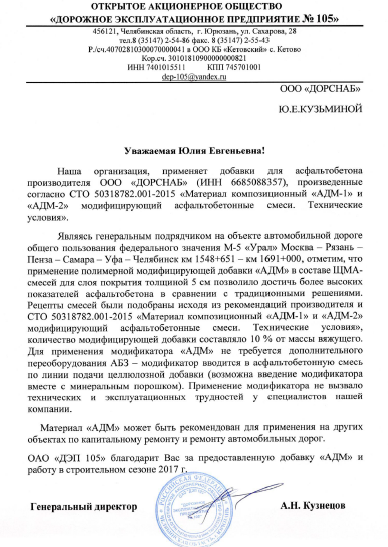 ОТКРЫТОЕ АКЦИОНЕРНОЕ ОБЩЕСТВО
«ДОРОЖНОЕ ЭКСПЛУАТАЦИОННОЕ ПРЕДПРИЯТИЕ № 105»
456121, Челябинская область, г. Юрюзань, ул. Сахарова, 28
тел.8 (35147) 2-54-86 факс. 8 (35147) 2-55-43
Р./сч.40702810300070000041 в ООО КБ «Кетовский» с. Кетово
Кор.сч. 30101810900000000821
ИНН 7401015511 КПП 745701001
dep-105@yandex.ru
ООО «ДОРСНАБ»
Ю.Е.КУЗЬМИНОЙ
Уважаемая Юлия Евгеньевна!
Наша организация, применяет добавки для асфальтобетона
производителя ООО «ДОРСНАБ» (ИНН 6685088357), произведенные
согласно СТО 50318782.001-2015 «Материал композиционный «АДМ-1» и
«АДМ-2» модифицирующий асфальтобетонные смеси. Технические
условия».
Являясь генеральным подрядчиком на объекте автомобильной дороге
общего пользования федерального значения М-5 «Урал» Москва – Рязань –
Пенза – Самара – Уфа – Челябинск км 1548+651 – км 1691+000, отметим, что
применение полимерной модифицирующей добавки «АДМ» в составе ЩМА-
смесей для слоя покрытия толщиной 5 см позволило достичь более высоких
показателей асфальтобетона в сравнении с традиционными решениями.
Рецепты смесей были подобраны исходя из рекомендаций производителя и
СТО 50318782.001-2015 «Материал композиционный «АДМ-1» и «АДМ-2»
модифицирующий асфальтобетонные смеси. Технические условия»,
количество модифицирующей добавки составляло 10 % от массы вяжущего.
Для применения модификатора «АДМ» не требуется дополнительного
переоборудования АБЗ – модификатор вводится в асфальтобетонную смесь
по линии подачи целлюлозной добавки (возможна введение модификатора
вместе с минеральным порошком). Применение модификатора не вызвало
технических и эксплуатационных трудностей у специалистов нашей
компании.
Материал «АДМ» может быть рекомендован для применения на других
объектах по капитальному ремонту и ремонту автомобильных дорог.
ОАО «ДЭП 105» благодарит Вас за предоставленную добавку «АДМ» и
работу в строительном сезоне 2017 г.
Генеральный директор А.Н. Кузнецов